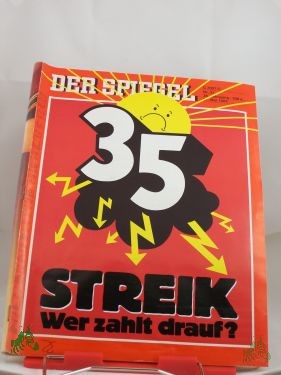 DER SPIEGEL
35
STREIK
Wer zahlt drauf?